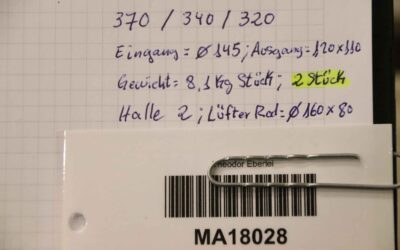 370 / 340 / 320
Eingang = Ø 145; Ausgang = 120 x 110
Gewicht = 8,1 Kg Stück; 2 Stück
Halle 2; Lüfter Rad = Ø 160 x 80
Theodor Eberlei
MA18028